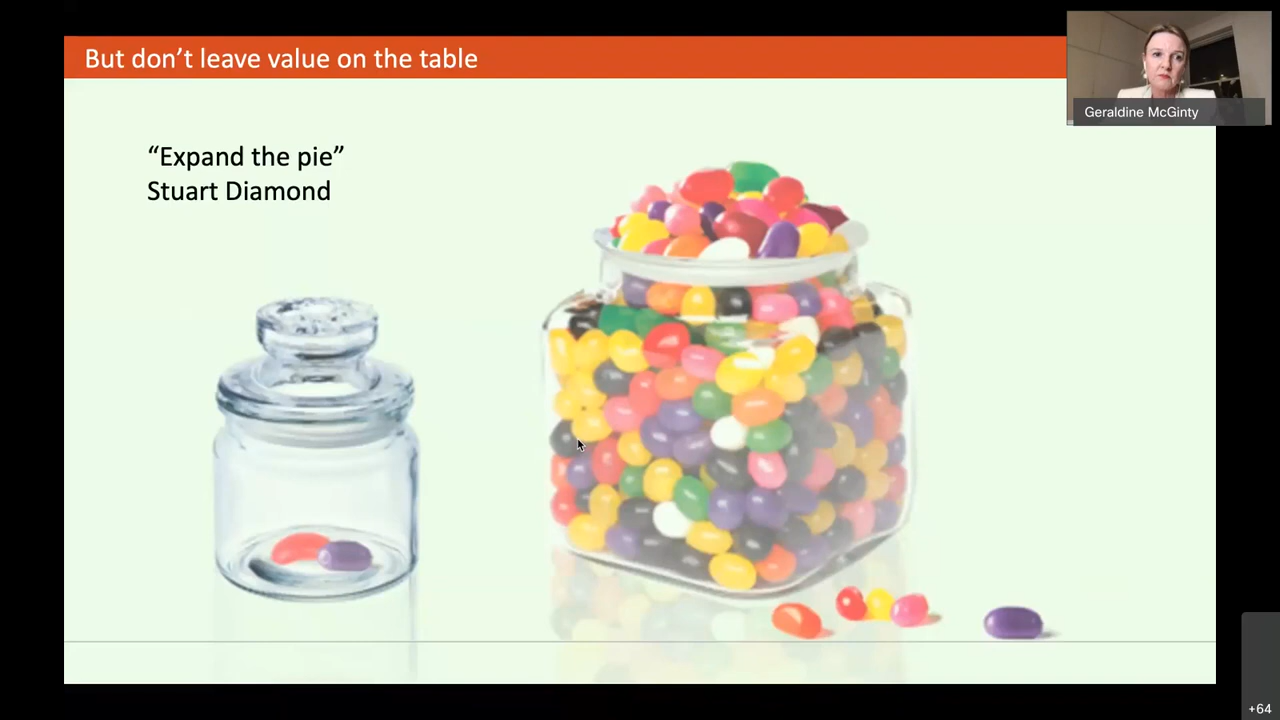 But don’t leave value on the table
“Expand the pie”
Stuart Diamond
Geraldine McGinty
+64